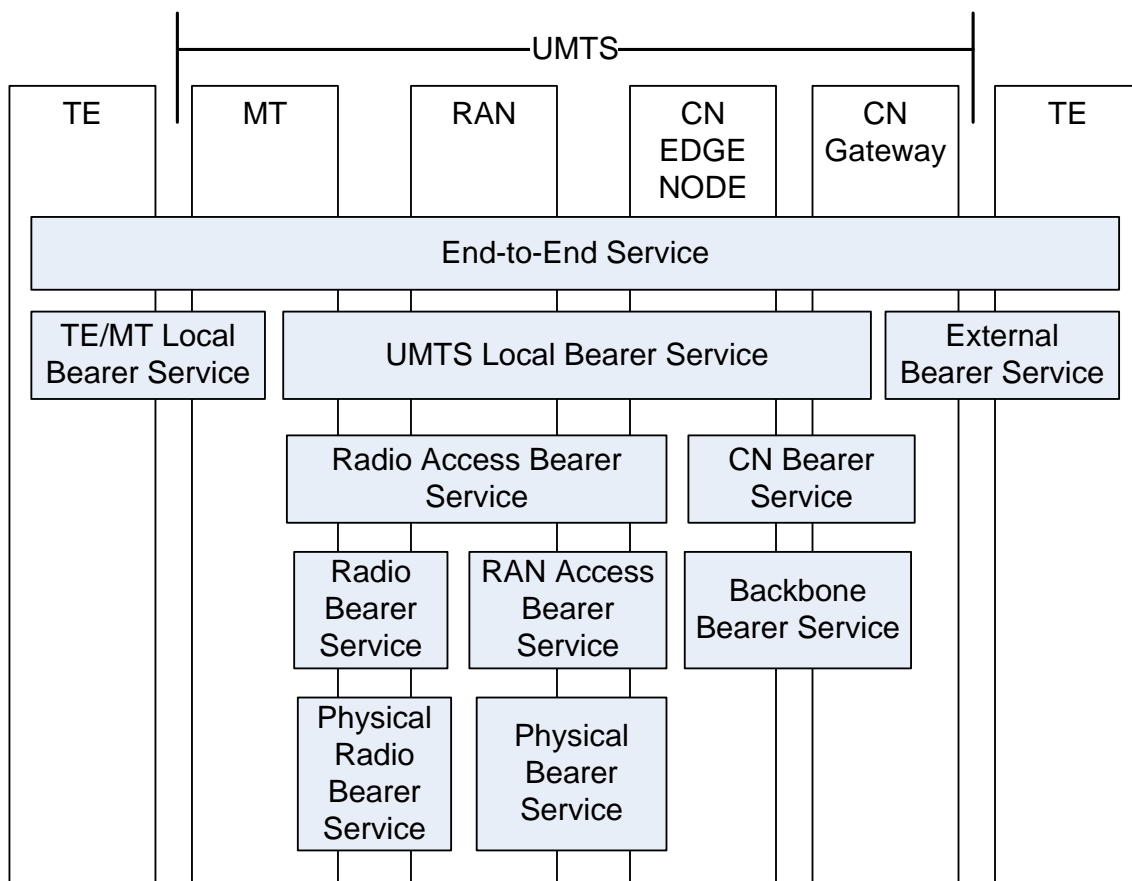 UMTS
TE
MT
RAN
CN
EDGE
NODE
CN
Gateway
TE
End-to-End Service
TE/MT Local
Bearer Service
UMTS Local Bearer Service
External
Bearer Service
Radio Access Bearer
Service
CN Bearer
Service
Radio
Bearer
Service
RAN Access
Bearer
Service
Backbone
Bearer Service
Physical
Radio
Bearer
Service
Physical
Bearer
Service